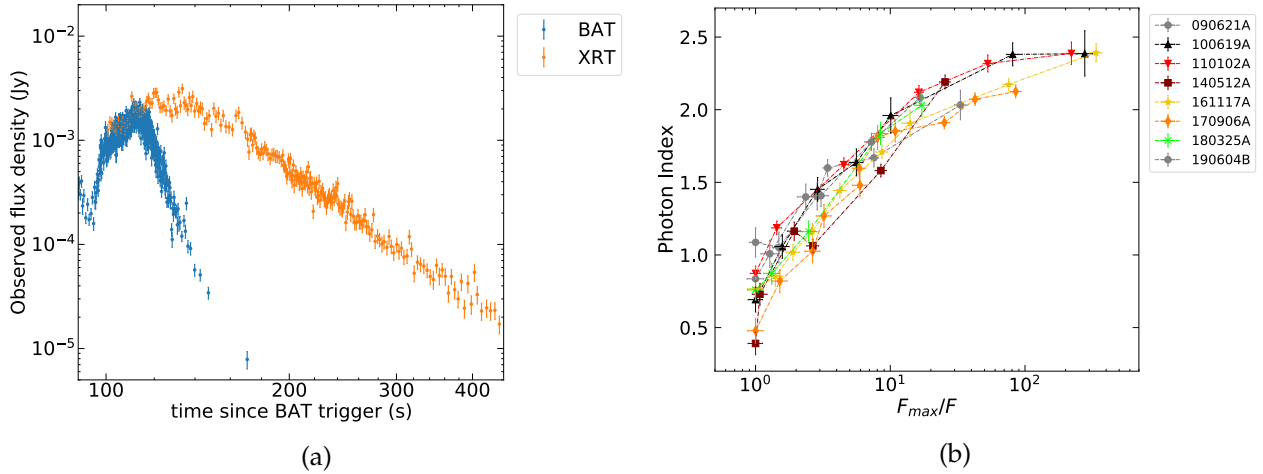 BAT
XRT
Observed flux density (Jy)
10⁻²
10⁻³
10⁻⁴
10⁻⁵
100
200
300
400
time since BAT trigger (s)
(a)
Photon Index
2.5
2.0
1.5
1.0
0.5
10⁰
10¹
10²
F_max/F
090621A
100619A
110102A
140512A
161117A
170906A
180325A
190604B
(b)